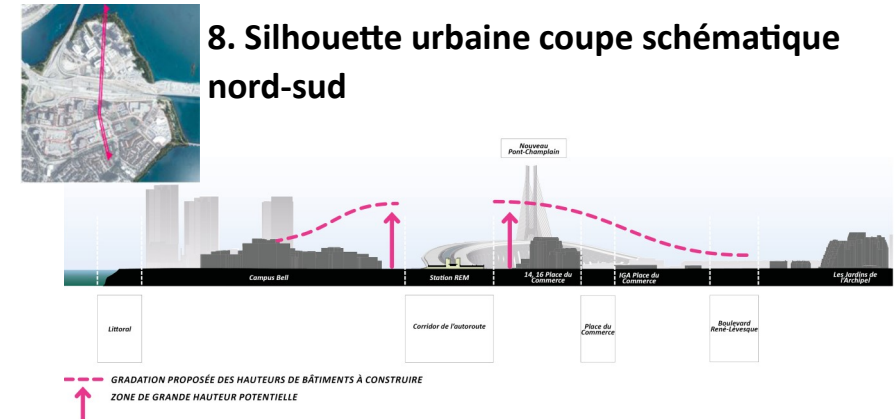 8. Silhouette urbaine coupe schématique
nord-sud
Nouveau
Pont-Champlain
Campus Bell
Station REM
14, 16 Place du
Commerce
IGA Place du
Commerce
Les Jardins de
l'Archipel
Littoral
Corridor de l'autoroute
Place du
Commerce
Boulevard
René-Lévesque
GRADATION PROPOSÉE DES HAUTEURS DE BÂTIMENTS À CONSTRUIRE
ZONE DE GRANDE HAUTEUR POTENTIELLE